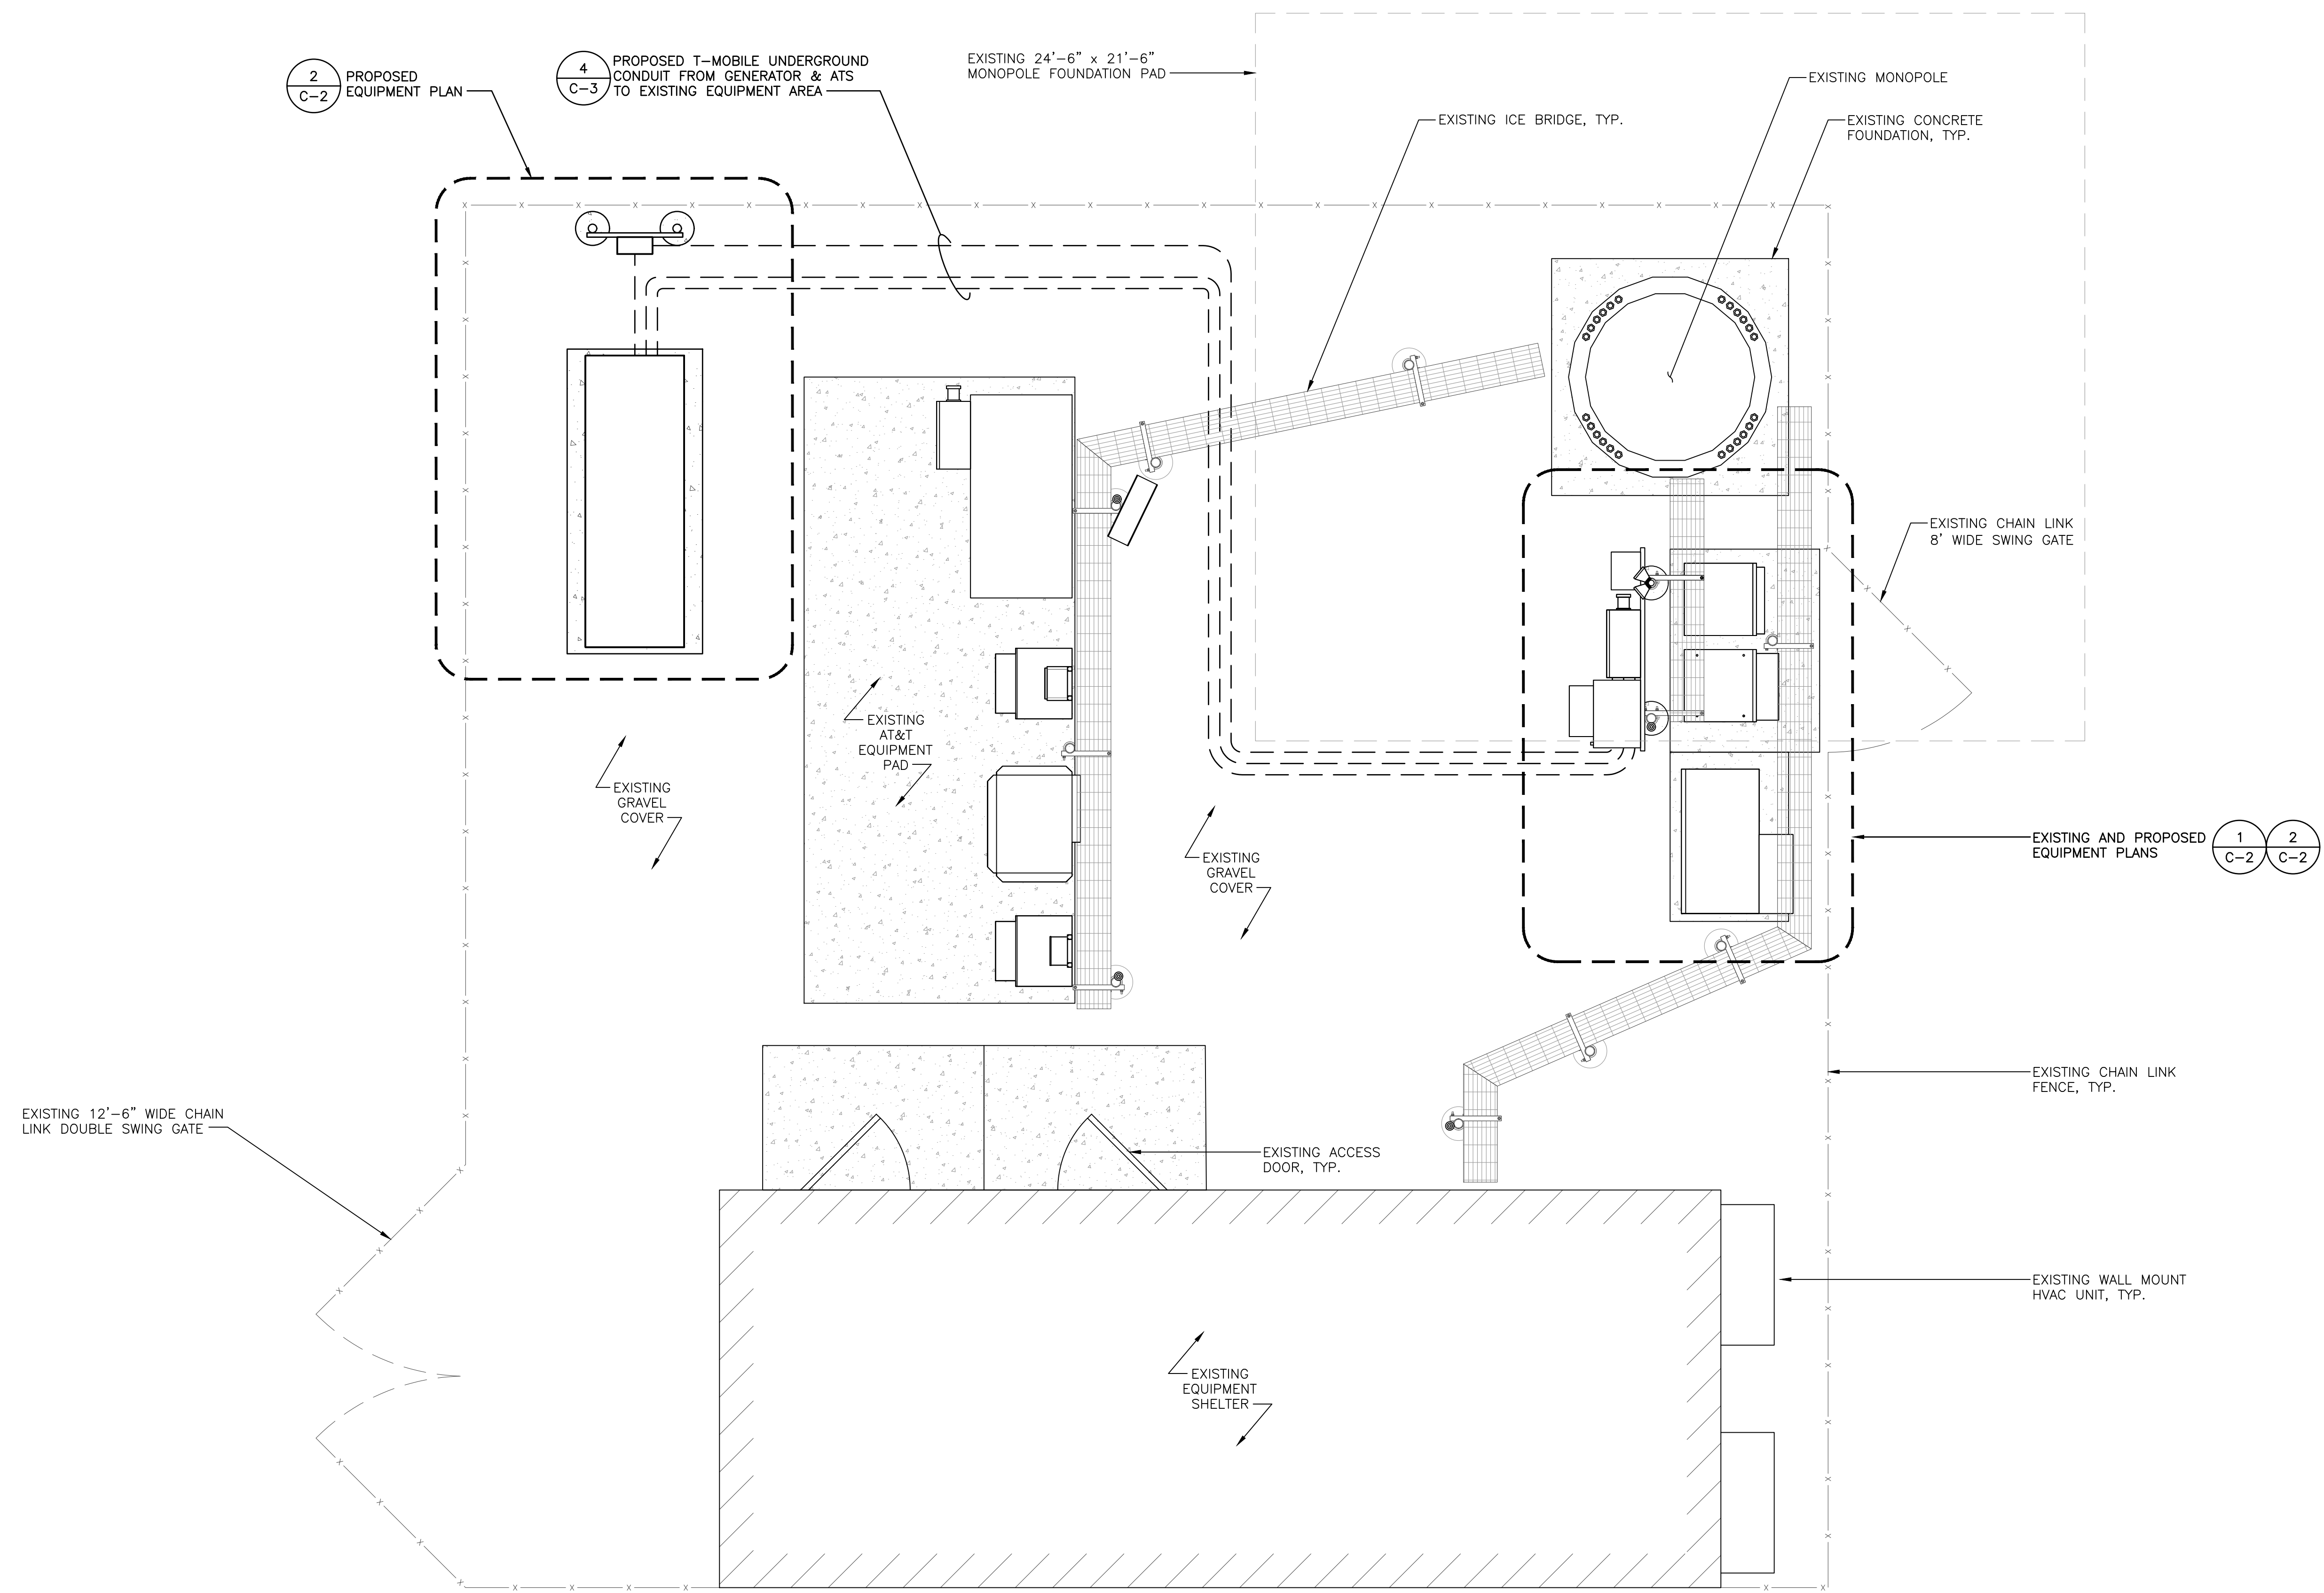 2
C-2
PROPOSED
EQUIPMENT PLAN
4
C-3
PROPOSED T-MOBILE UNDERGROUND
CONDUIT FROM GENERATOR & ATS
TO EXISTING EQUIPMENT AREA
EXISTING 24'-6" x 21'-6"
MONOPOLE FOUNDATION PAD
EXISTING MONOPOLE
EXISTING ICE BRIDGE, TYP.
EXISTING CONCRETE
FOUNDATION, TYP.
EXISTING CHAIN LINK
8' WIDE SWING GATE
EXISTING
AT&T
EQUIPMENT
PAD
EXISTING
GRAVEL
COVER
EXISTING
GRAVEL
COVER
EXISTING AND PROPOSED
EQUIPMENT PLANS
1
C-2
2
C-2
EXISTING CHAIN LINK
FENCE, TYP.
EXISTING 12'-6" WIDE CHAIN
LINK DOUBLE SWING GATE
EXISTING ACCESS
DOOR, TYP.
EXISTING WALL MOUNT
HVAC UNIT, TYP.
EXISTING
EQUIPMENT
SHELTER